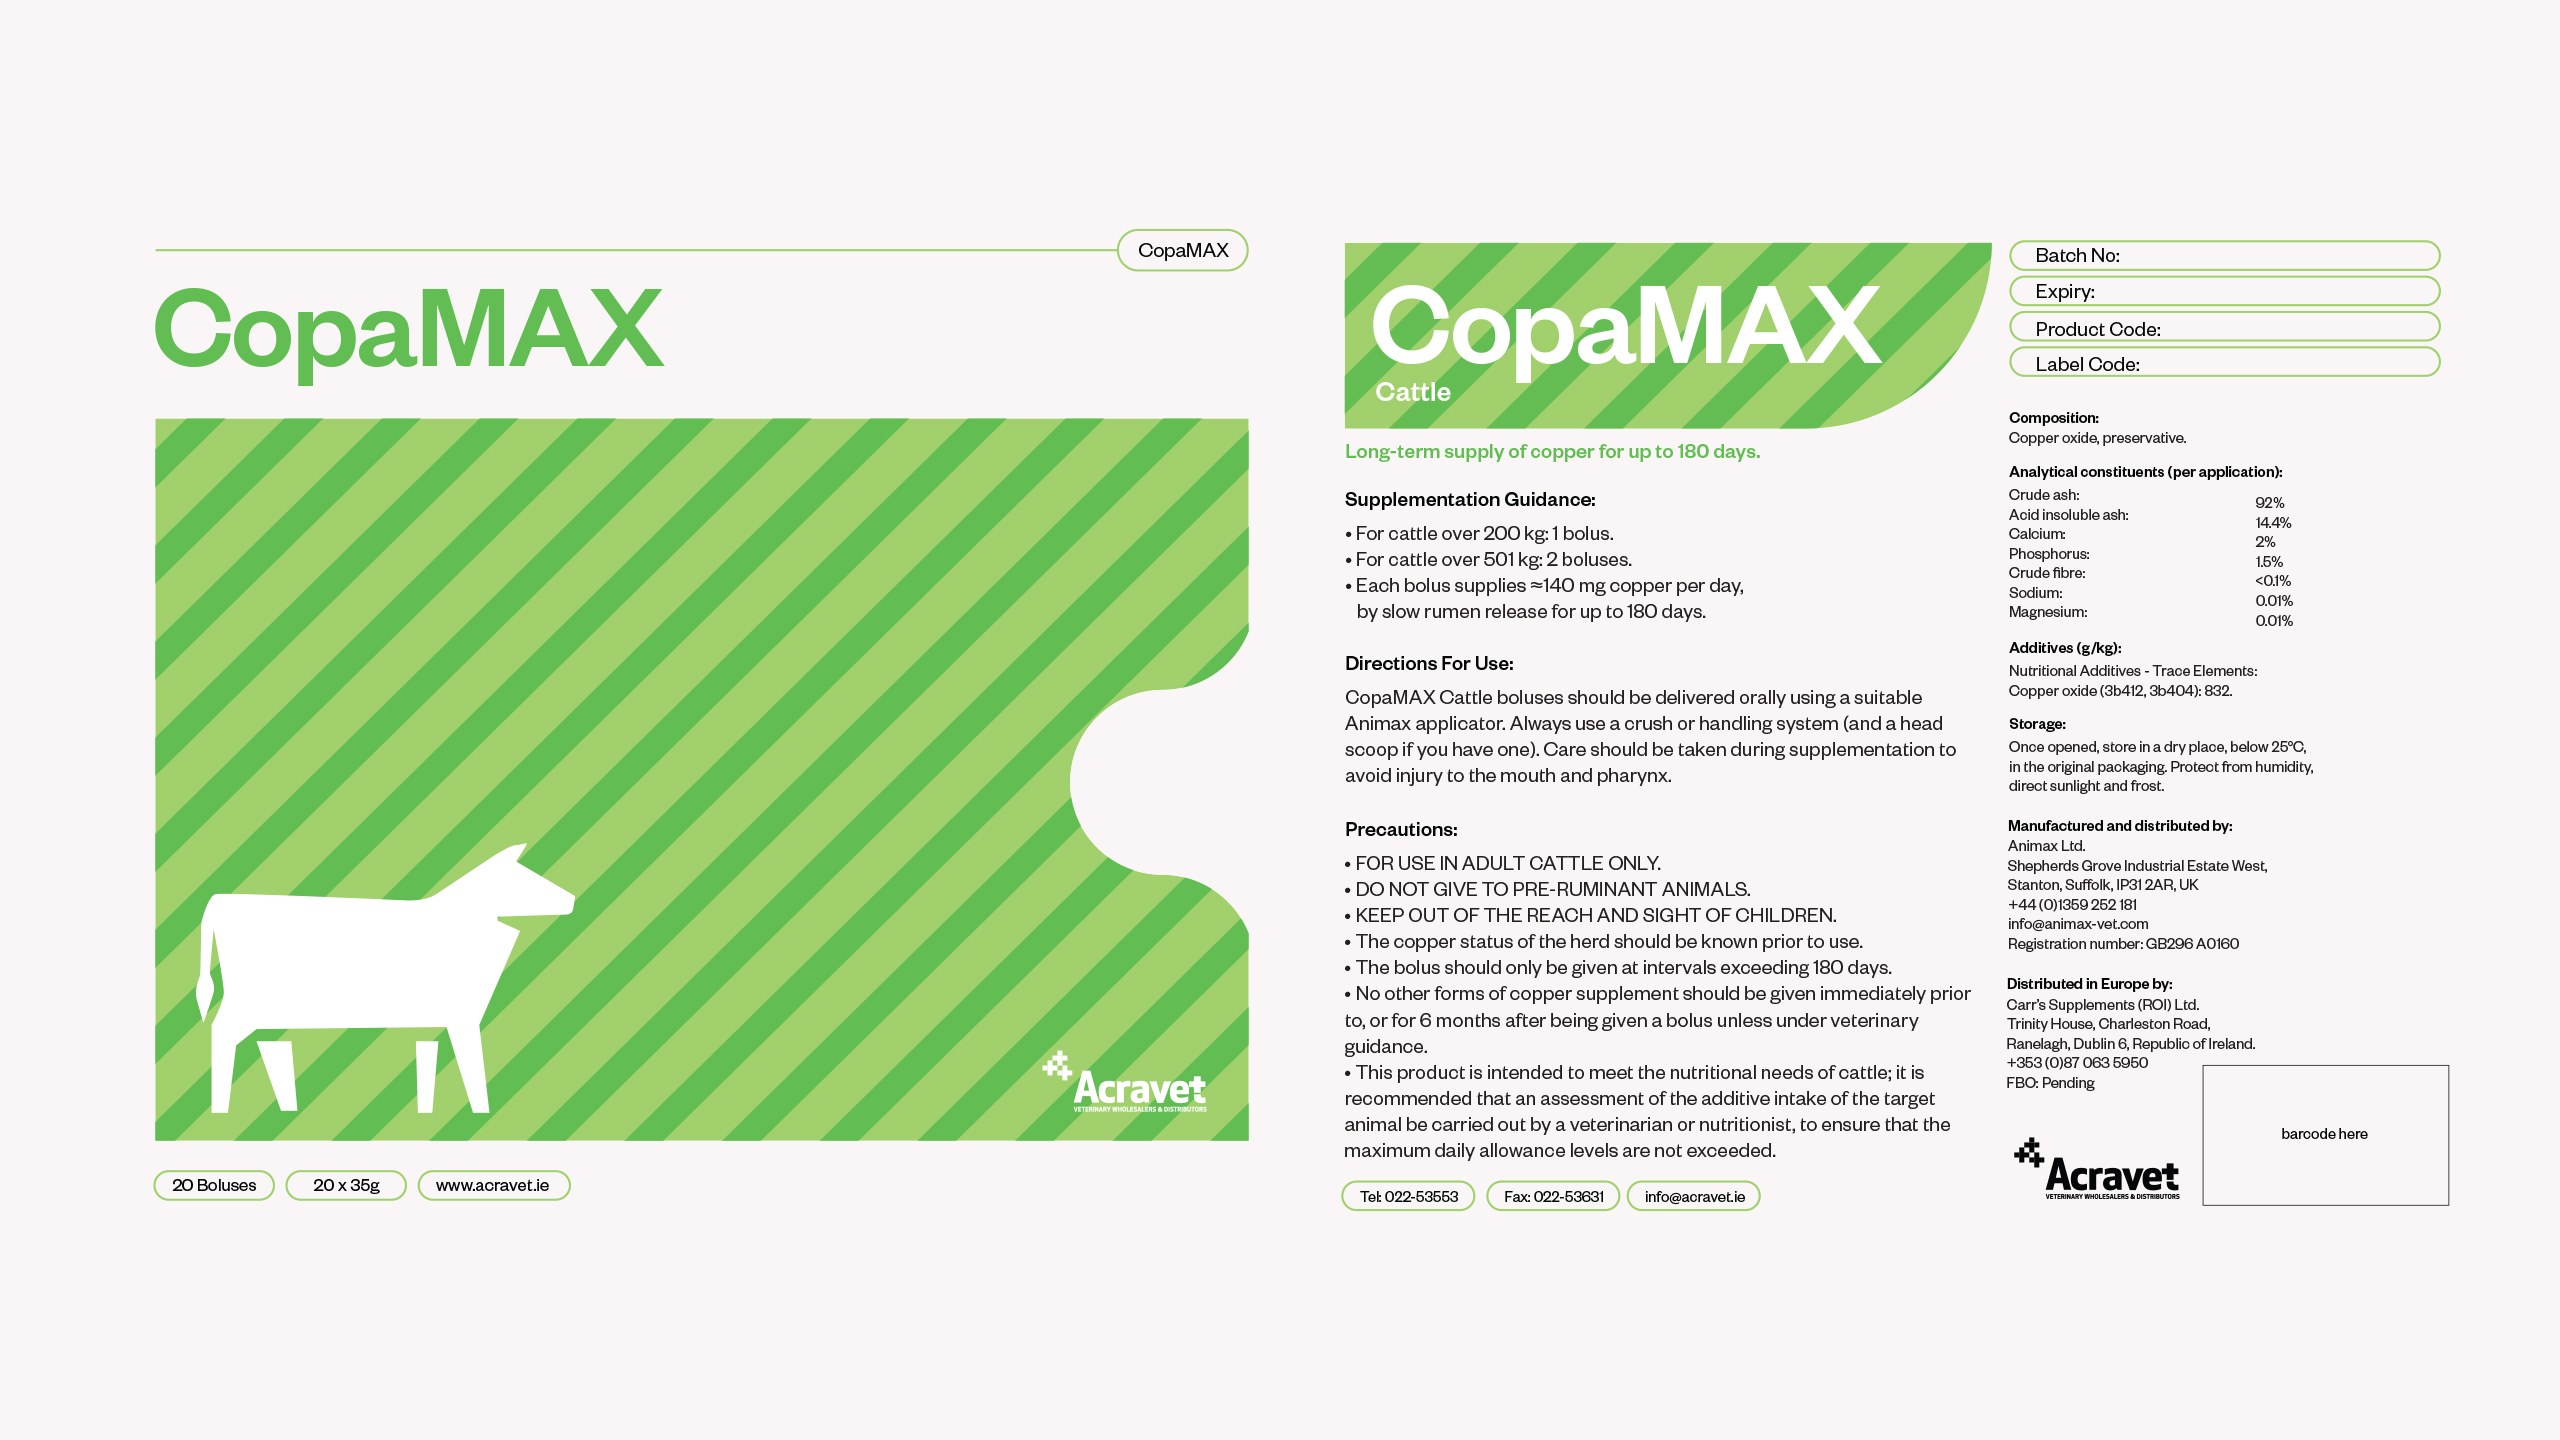 CopaMAX
CopaMAX
Acravet
VETERINARY WHOLESALERS & DISTRIBUTORS
20 Boluses
20 x 35g
www.acravet.ie
CopaMAX
Cattle
Long-term supply of copper for up to 180 days.
Supplementation Guidance:
• For cattle over 200 kg: 1 bolus.
• For cattle over 501 kg: 2 boluses.
• Each bolus supplies ≈140 mg copper per day,
by slow rumen release for up to 180 days.
Directions For Use:
CopaMAX Cattle boluses should be delivered orally using a suitable
Animax applicator. Always use a crush or handling system (and a head
scoop if you have one). Care should be taken during supplementation to
avoid injury to the mouth and pharynx.
Precautions:
• FOR USE IN ADULT CATTLE ONLY.
• DO NOT GIVE TO PRE-RUMINANT ANIMALS.
• KEEP OUT OF THE REACH AND SIGHT OF CHILDREN.
• The copper status of the herd should be known prior to use.
• The bolus should only be given at intervals exceeding 180 days.
• No other forms of copper supplement should be given immediately prior
to, or for 6 months after being given a bolus unless under veterinary
guidance.
• This product is intended to meet the nutritional needs of cattle; it is
recommended that an assessment of the additive intake of the target
animal be carried out by a veterinarian or nutritionist, to ensure that the
maximum daily allowance levels are not exceeded.
Tel: 022-53553
Fax: 022-53631
info@acravet.ie
Batch No:
Expiry:
Product Code:
Label Code:
Composition:
Copper oxide, preservative.
Analytical constituents (per application):
Crude ash: 92%
Acid insoluble ash: 14.4%
Calcium: 2%
Phosphorus: 1.5%
Crude fibre: <0.1%
Sodium: 0.01%
Magnesium: 0.01%
Additives (g/kg):
Nutritional Additives - Trace Elements:
Copper oxide (3b412, 3b404): 832.
Storage:
Once opened, store in a dry place, below 25°C,
in the original packaging. Protect from humidity,
direct sunlight and frost.
Manufactured and distributed by:
Animax Ltd.
Shepherds Grove Industrial Estate West,
Stanton, Suffolk, IP31 2AR, UK
+44 (0)1359 252 181
info@animax-vet.com
Registration number: GB296 A0160
Distributed in Europe by:
Carr's Supplements (ROI) Ltd.
Trinity House, Charleston Road,
Ranelagh, Dublin 6, Republic of Ireland.
+353 (0)87 063 5950
FBO: Pending
barcode here
Acravet
VETERINARY WHOLESALERS & DISTRIBUTORS